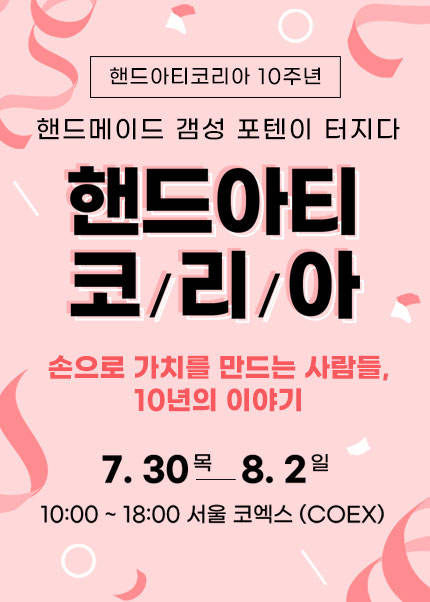 핸드아티코리아 10주년
핸드메이드 갬성 포텐이 터지다
핸드아티
코/리/아
손으로 가치를 만드는 사람들,
10년의 이야기
7. 30 목 8. 2 일
10:00 ~ 18:00 서울 코엑스 (COEX)